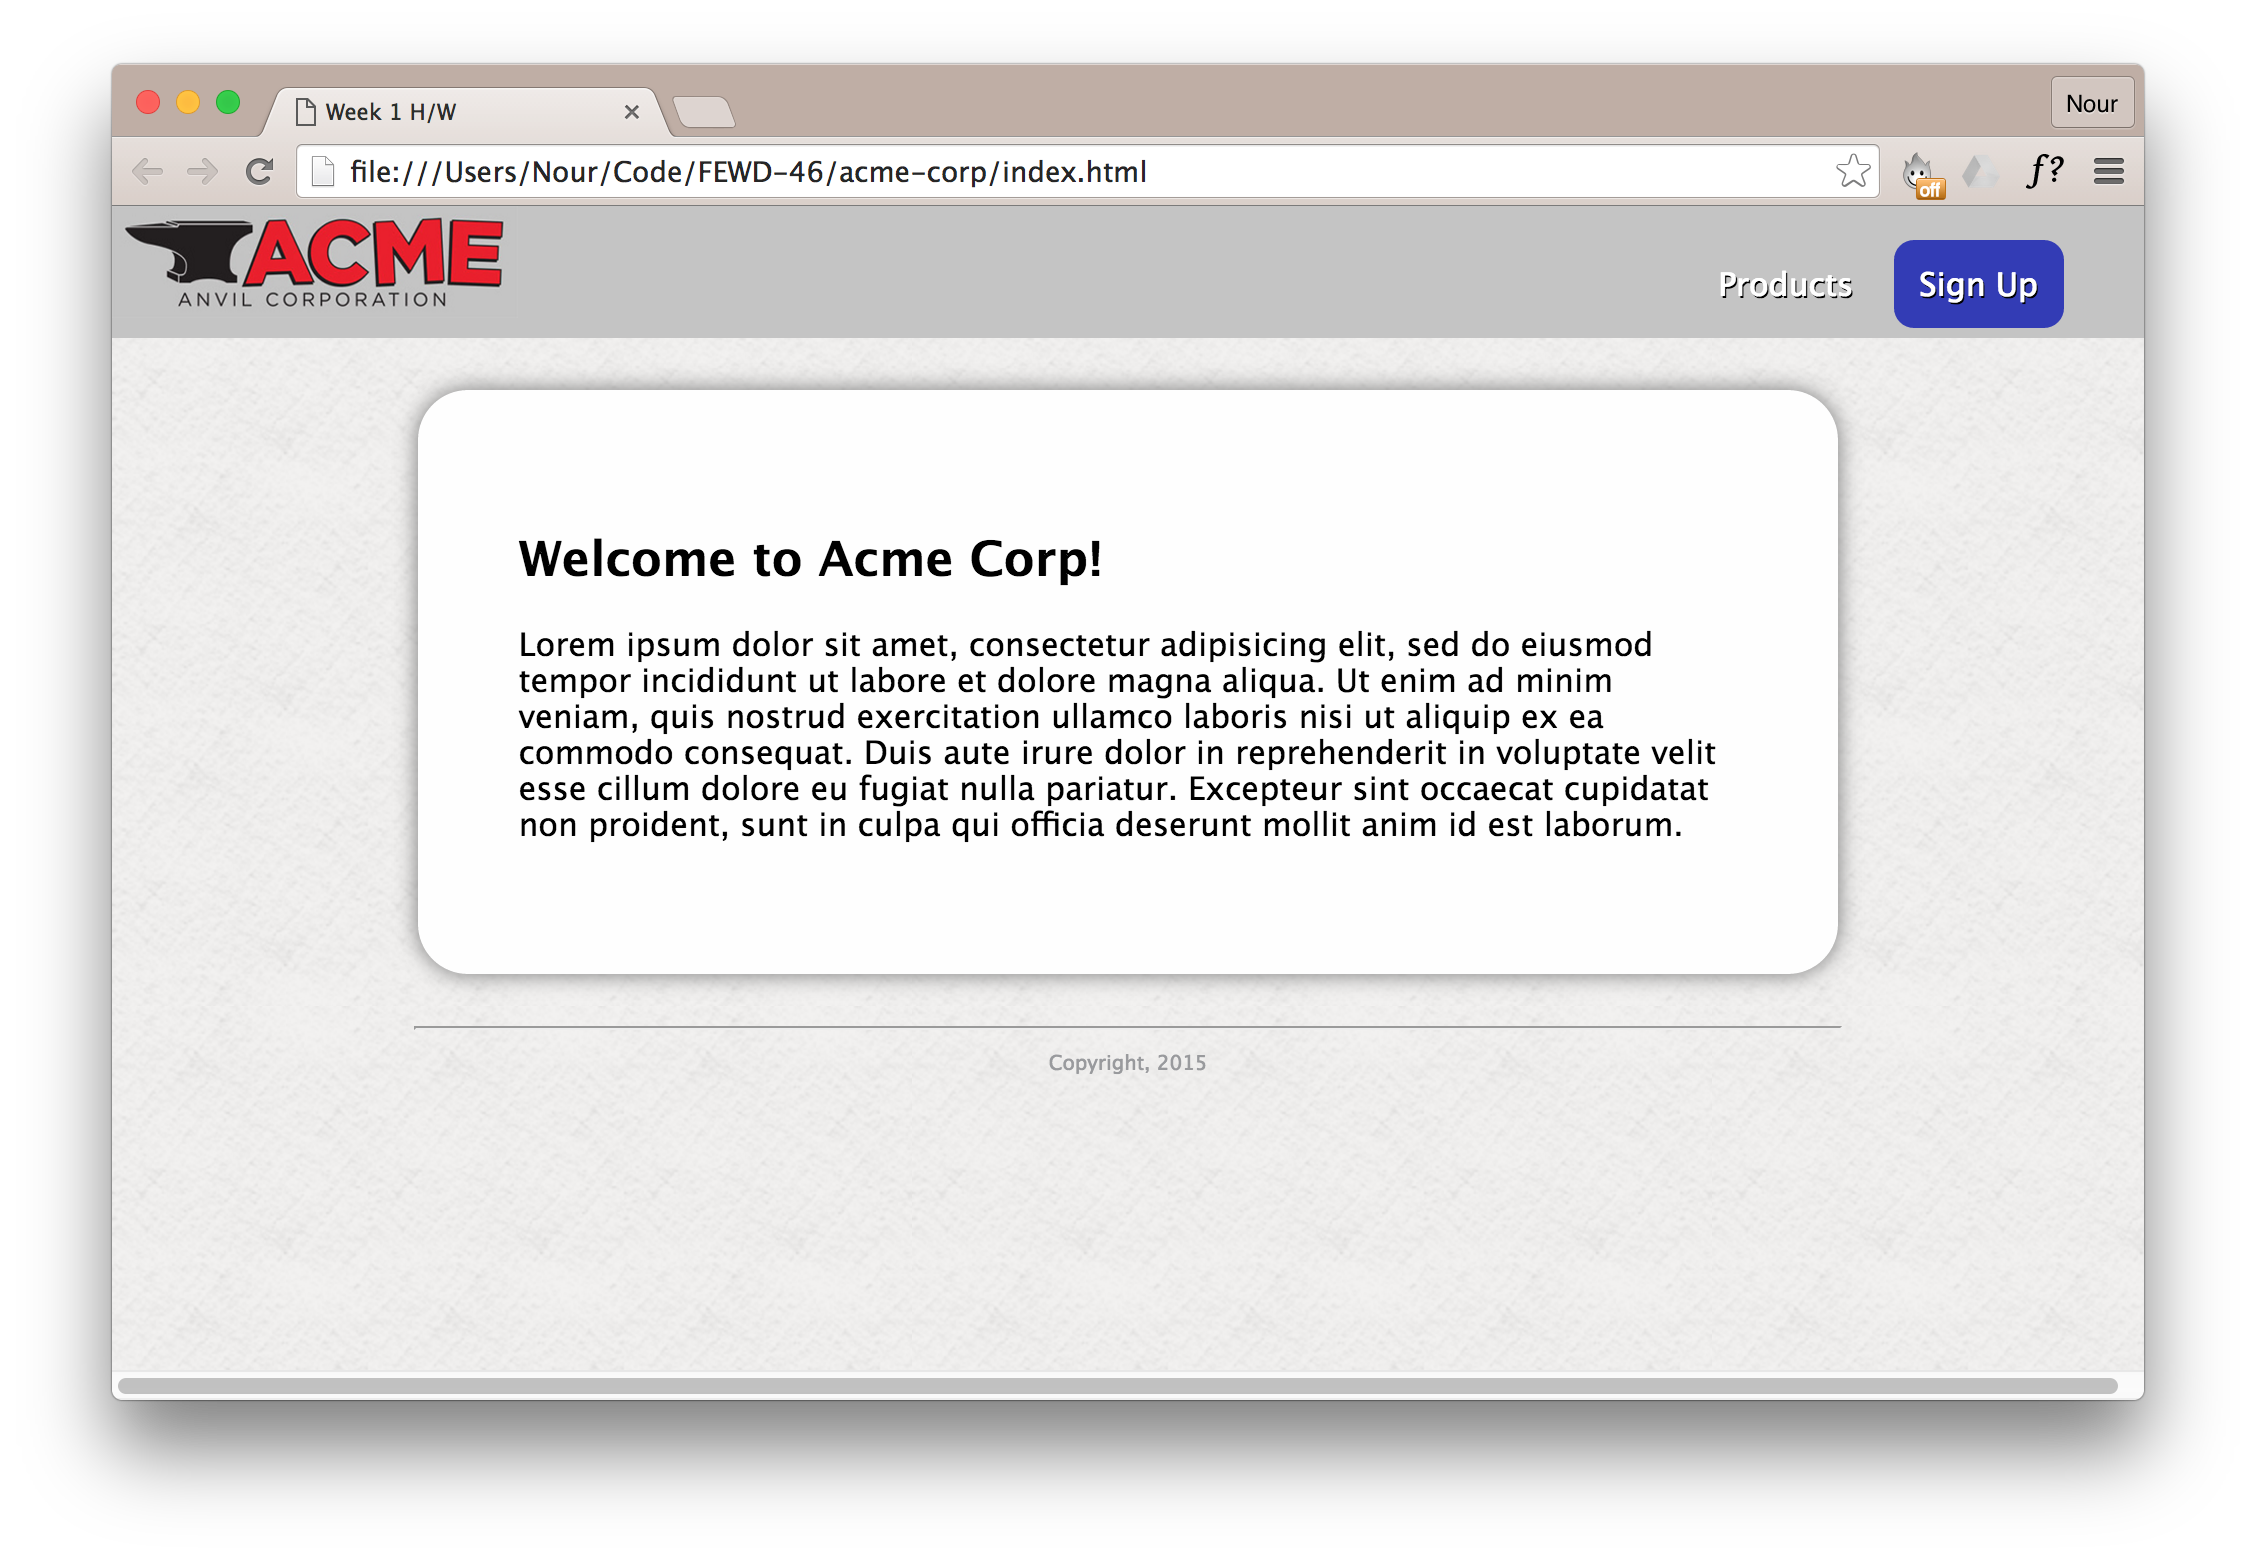 Week 1 H/W
Nour
file:///Users/Nour/Code/FEWD-46/acme-corp/index.html
off
f?
ACME
ANVIL CORPORATION
Products
Sign Up
Welcome to Acme Corp!
Lorem ipsum dolor sit amet, consectetur adipisicing elit, sed do eiusmod
tempor incididunt ut labore et dolore magna aliqua. Ut enim ad minim
veniam, quis nostrud exercitation ullamco laboris nisi ut aliquip ex ea
commodo consequat. Duis aute irure dolor in reprehenderit in voluptate velit
esse cillum dolore eu fugiat nulla pariatur. Excepteur sint occaecat cupidatat
non proident, sunt in culpa qui officia deserunt mollit anim id est laborum.
Copyright, 2015